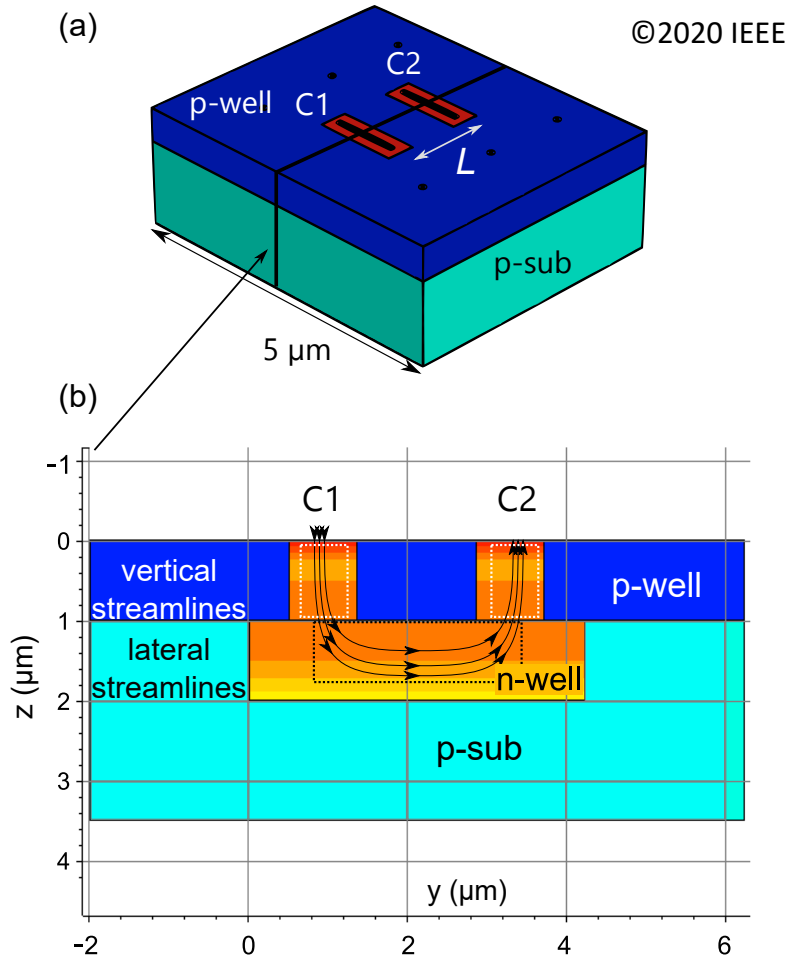 (a)
©2020 IEEE
C2
p-well
C1
L
p-sub
5 µm
(b)
−1
C1
C2
0
vertical
streamlines
p-well
1
lateral
streamlines
n-well
z (µm)
2
p-sub
3
4
y (µm)
−2
0
2
4
6